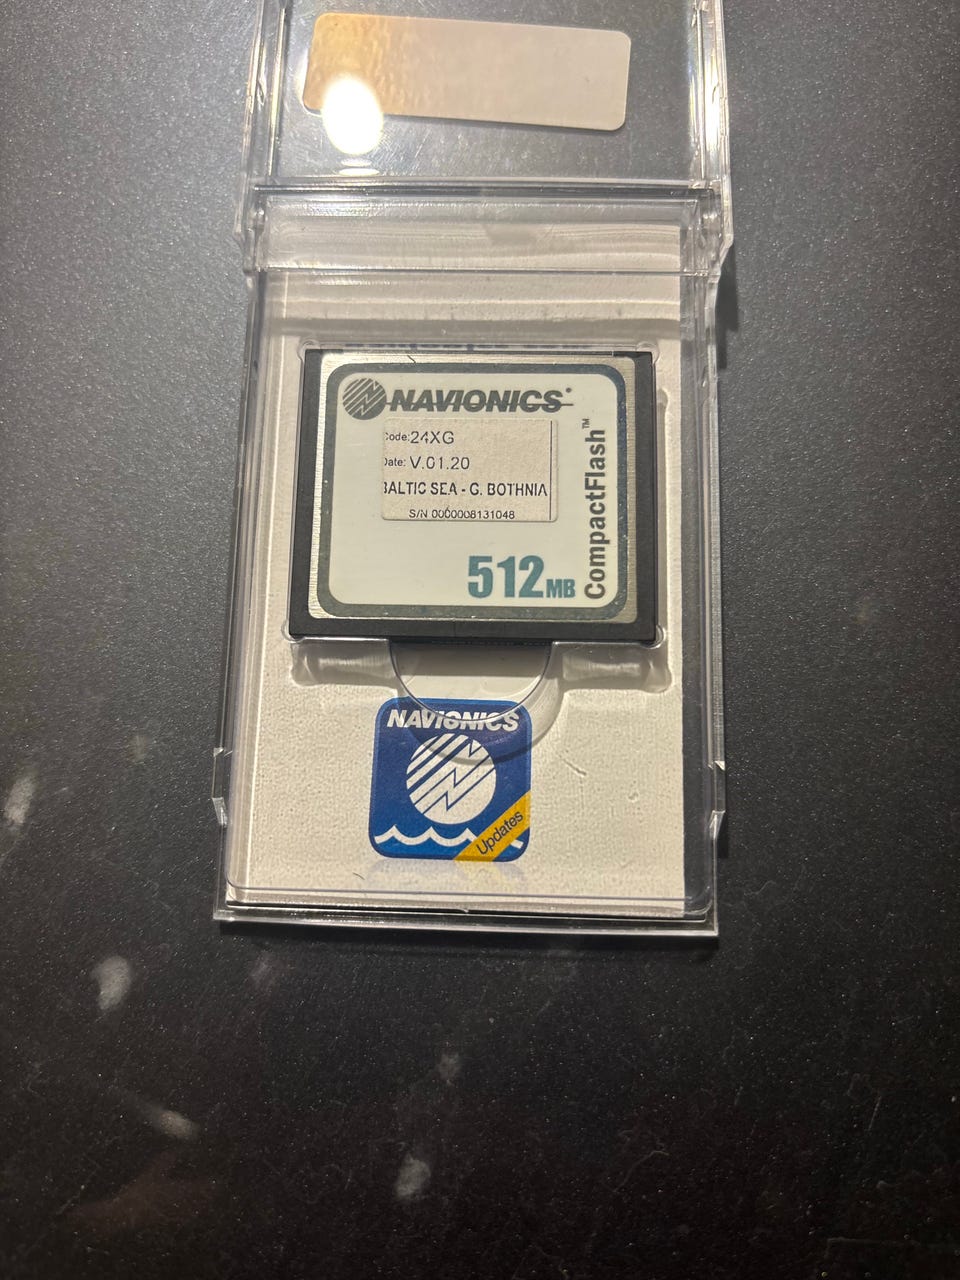 NAVIONICS
Code: 24XG
Date: V.01.20
BALTIC SEA - G. BOTHNIA
S/N 0000008131048
512MB
CompactFlash™
NAVIONICS
Updates